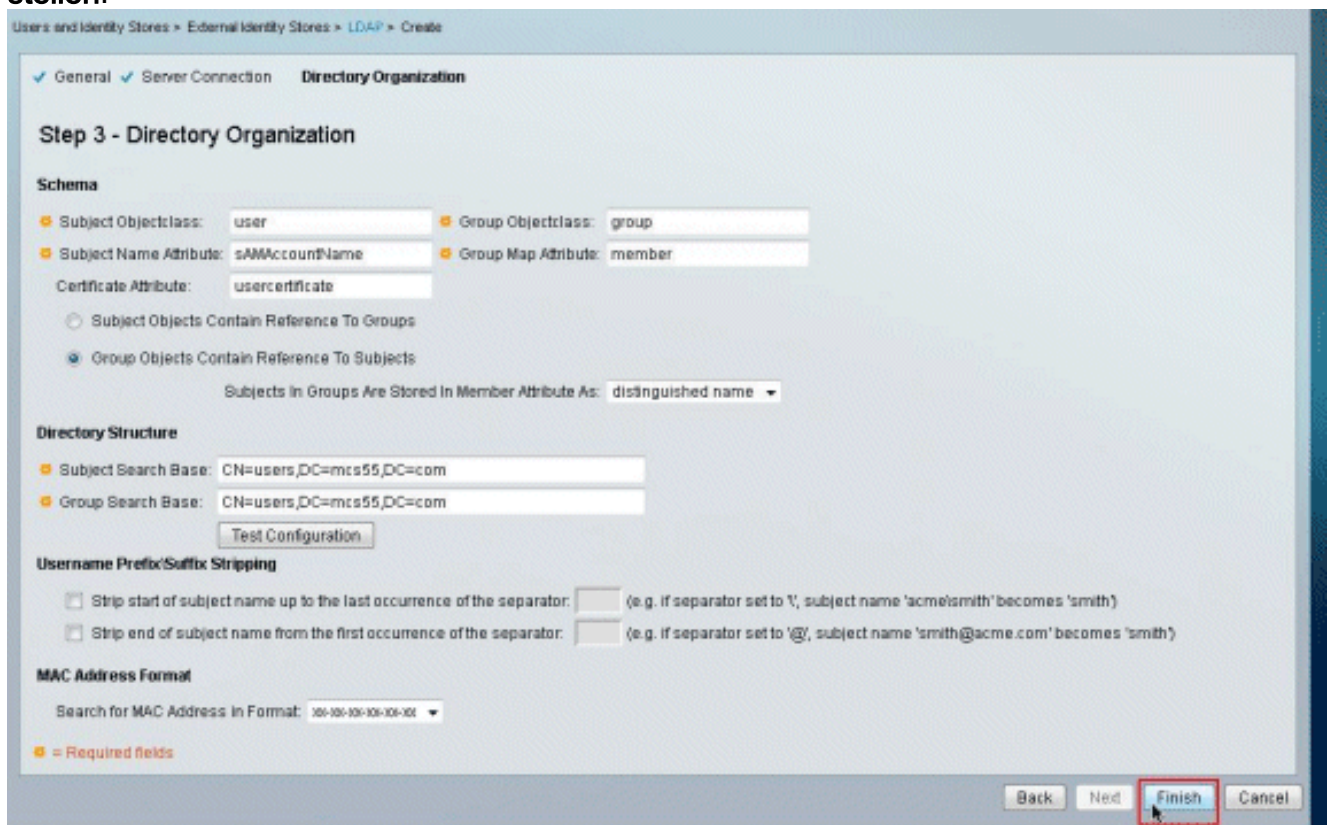 Users and Identity Stores > External Identity Stores > LDAP > Create
General Server Connection Directory Organization
Step 3 - Directory Organization
Schema
Subject Objectclass: user Group Objectclass: group
Subject Name Attribute: sAMAccountName Group Map Attribute: member
Certificate Attribute: usercertificate
Subject Objects Contain Reference To Groups
Group Objects Contain Reference To Subjects
Subjects In Groups Are Stored In Member Attribute As: distinguished name
Directory Structure
Subject Search Base: CN=users,DC=mcs55,DC=com
Group Search Base: CN=users,DC=mcs55,DC=com
Test Configuration
Username Prefix\Suffix Stripping
Strip start of subject name up to the last occurrence of the separator: (e.g. if separator set to '\', subject name 'acme\smith' becomes 'smith')
Strip end of subject name from the first occurrence of the separator: (e.g. if separator set to '@', subject name 'smith@acme.com' becomes 'smith')
MAC Address Format
Search for MAC Address in Format: xx-xx-xx-xx-xx-xx
= Required fields
Back Next Finish Cancel